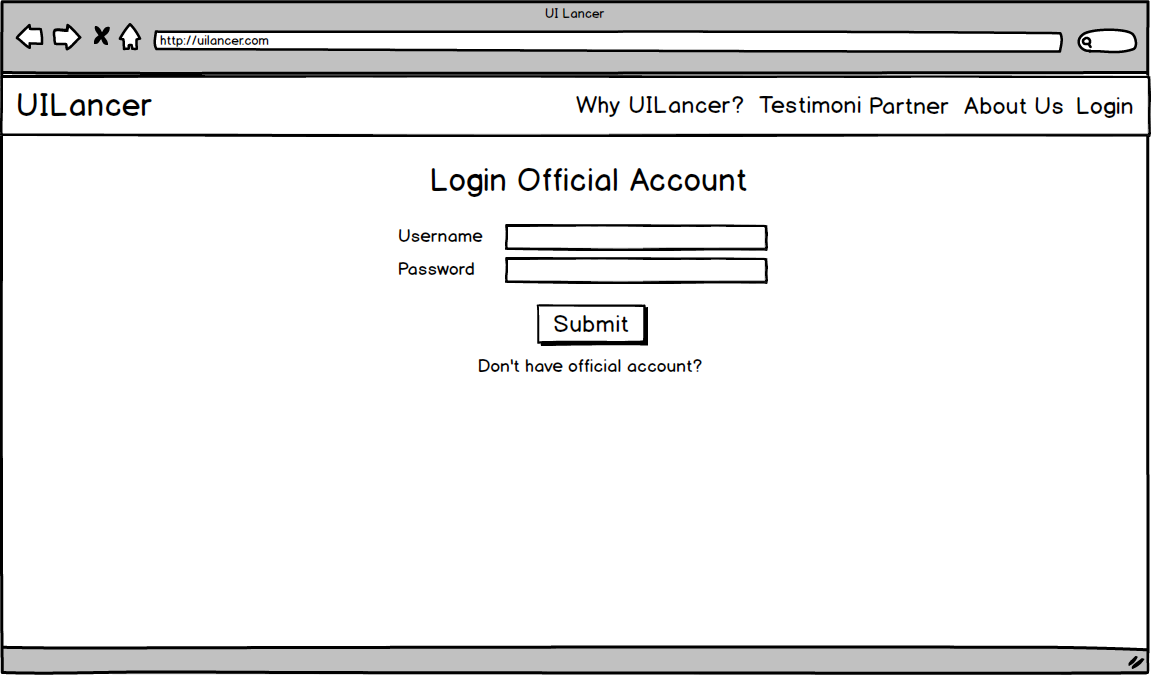 UI Lancer
http://uilancer.com
UILancer Why UILancer? Testimoni Partner About Us Login
Login Official Account
Username
Password
Submit
Don't have official account?